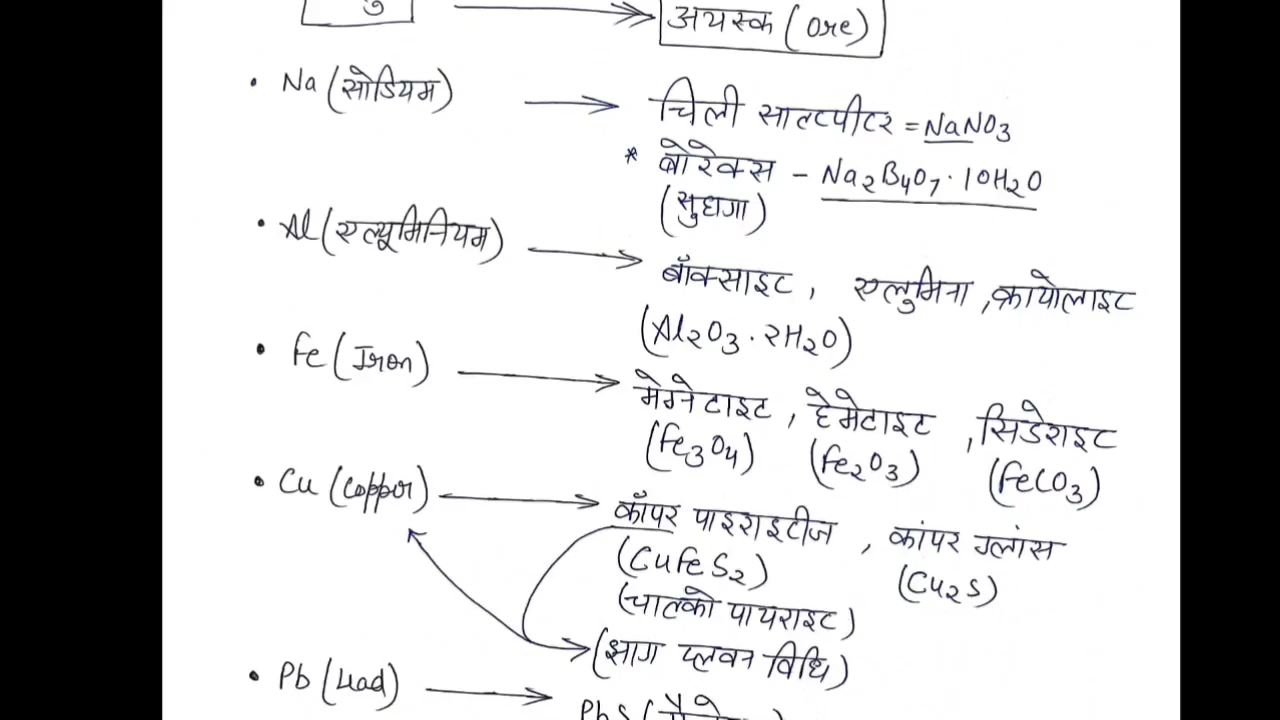 अयस्क (ore)
• Na (सोडियम) → चिली साल्टपीटर = NaNO3
* बोरेक्स - Na2B4O7 · 10H2O
(सुहागा)
• Al (एल्यूमिनियम) → बॉक्साइट, एलुमिना, क्रायोलाइट
(Al2O3 · 2H2O)
• Fe (Iron) → मेग्नेटाइट, हेमेटाइट, सिडेराइट
(Fe3O4) (Fe2O3) (FeCO3)
• Cu (Copper) → कॉपर पाइराइटीज, कॉपर ग्लांस
(CuFeS2) (Cu2S)
(चाल्को पायराइट)
(झाग प्लवन विधि)
• Pb (Lead) → PbS